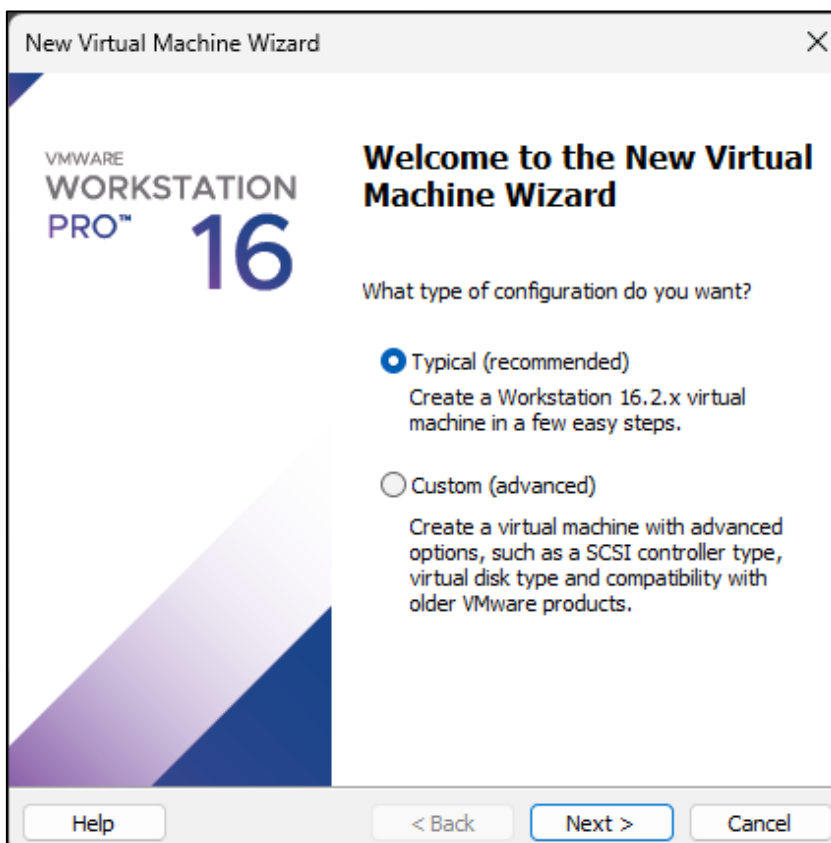 New Virtual Machine Wizard
VMWARE
WORKSTATION
PRO™ 16
Welcome to the New Virtual
Machine Wizard
What type of configuration do you want?
Typical (recommended)
Create a Workstation 16.2.x virtual
machine in a few easy steps.
Custom (advanced)
Create a virtual machine with advanced
options, such as a SCSI controller type,
virtual disk type and compatibility with
older VMware products.
Help < Back Next > Cancel